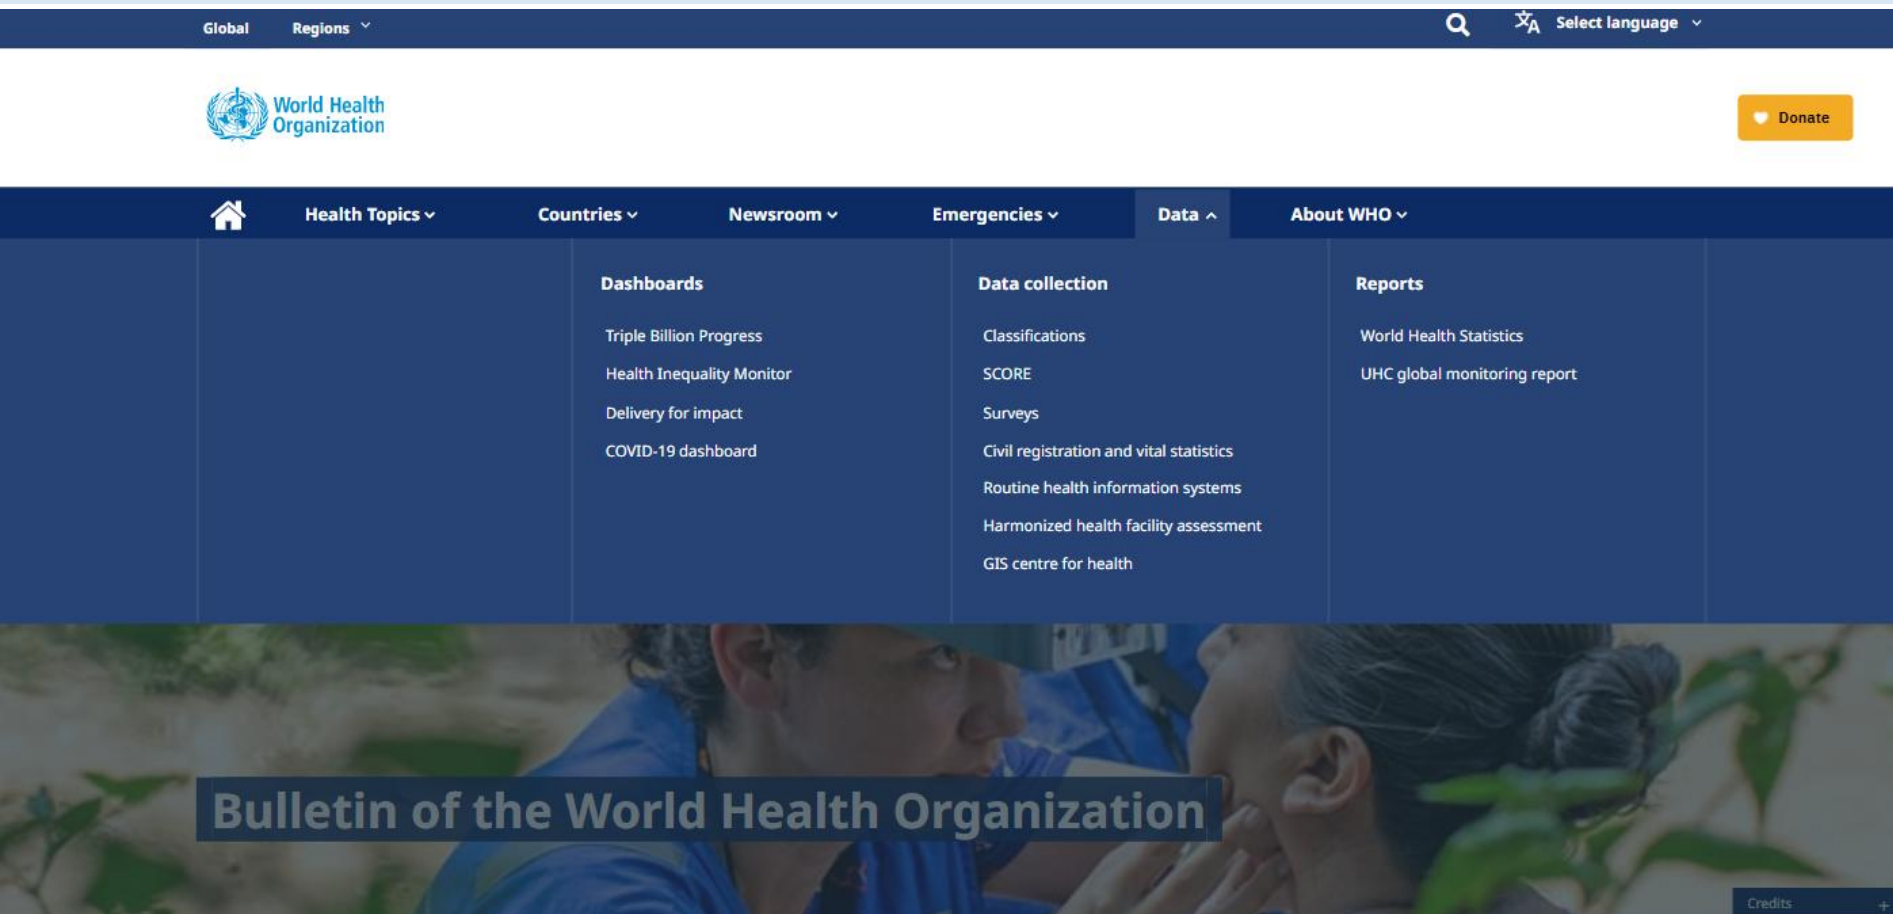 Global Regions
Select language
World Health
Organization
Donate
Health Topics Countries Newsroom Emergencies Data About WHO
Dashboards
Triple Billion Progress
Health Inequality Monitor
Delivery for impact
COVID-19 dashboard
Data collection
Classifications
SCORE
Surveys
Civil registration and vital statistics
Routine health information systems
Harmonized health facility assessment
GIS centre for health
Reports
World Health Statistics
UHC global monitoring report
Bulletin of the World Health Organization
Credits +